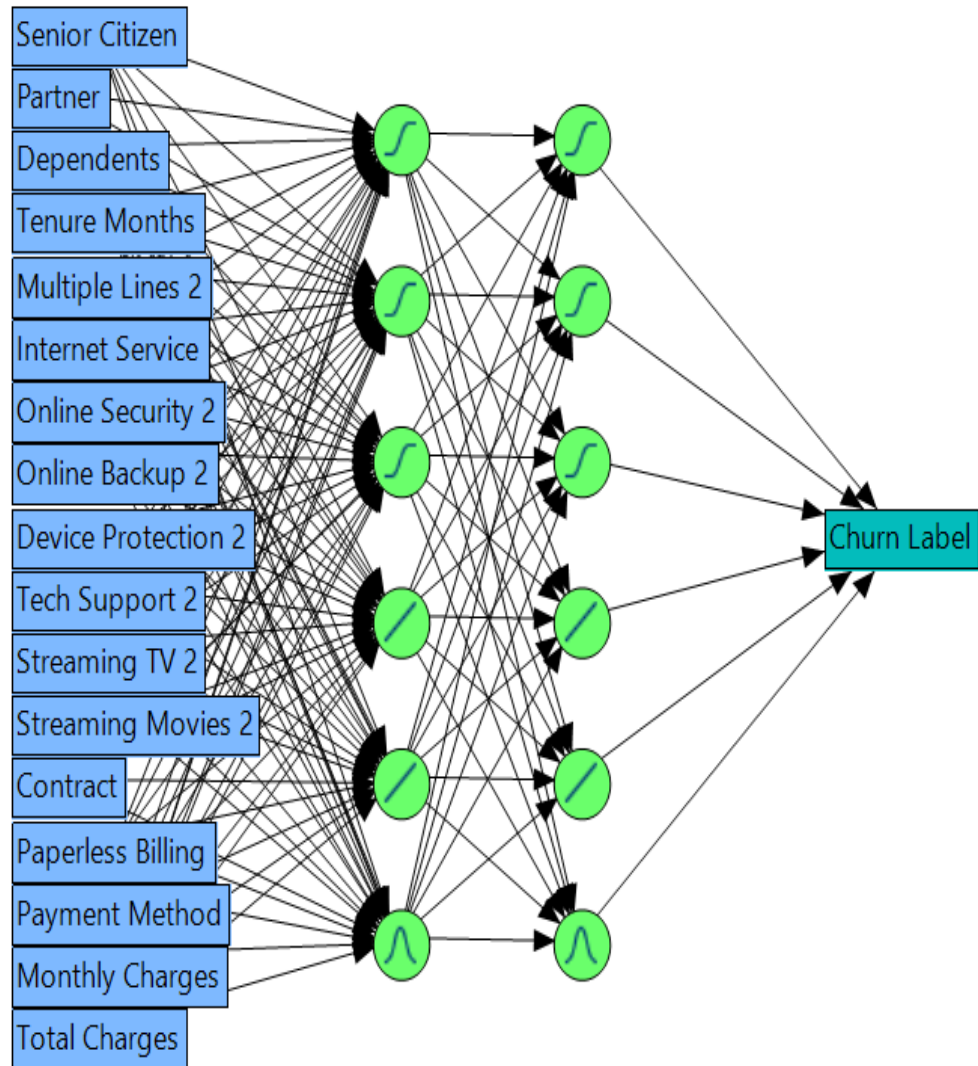 Senior Citizen
Partner
Dependents
Tenure Months
Multiple Lines 2
Internet Service
Online Security 2
Online Backup 2
Device Protection 2
Tech Support 2
Streaming TV 2
Streaming Movies 2
Contract
Paperless Billing
Payment Method
Monthly Charges
Total Charges
Churn Label